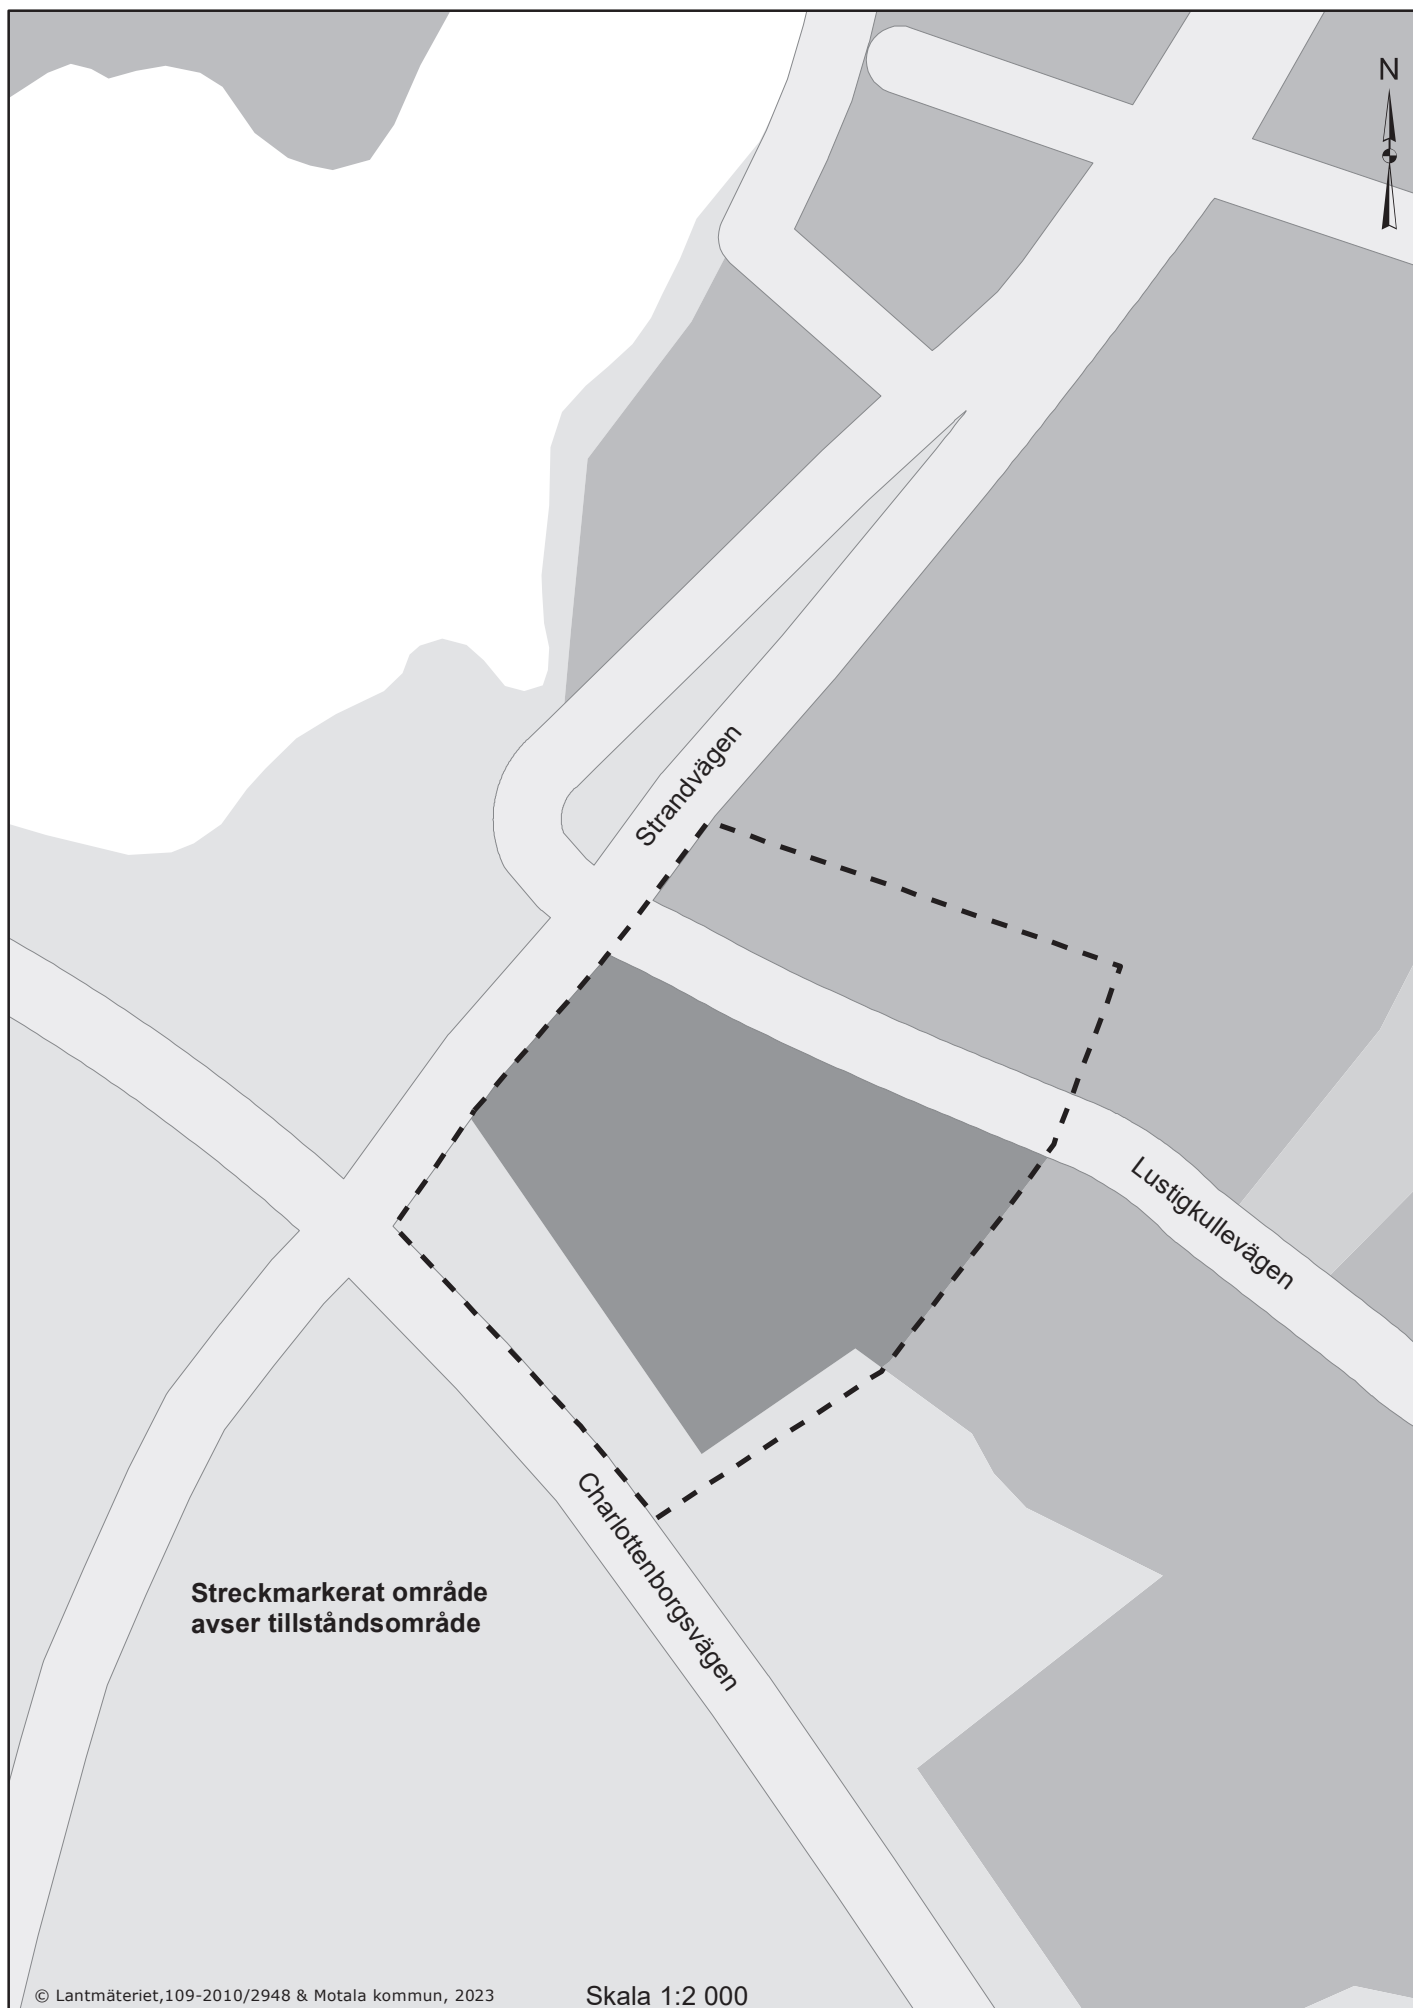 N
Strandvägen
Lustigkullevägen
Charlottenborgsvägen
Streckmarkerat område
avser tillståndsområde
© Lantmäteriet,109-2010/2948 & Motala kommun, 2023
Skala 1:2 000